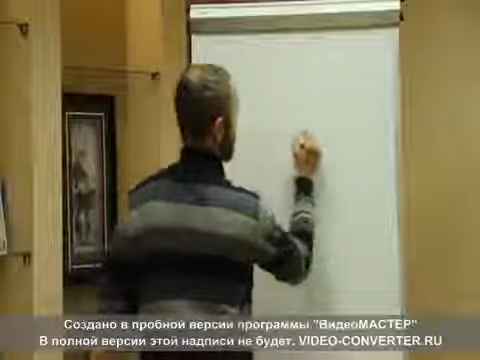 Создано в пробной версии программы "ВидеоМАСТЕР"
В полной версии этой надписи не будет. VIDEO-CONVERTER.RU